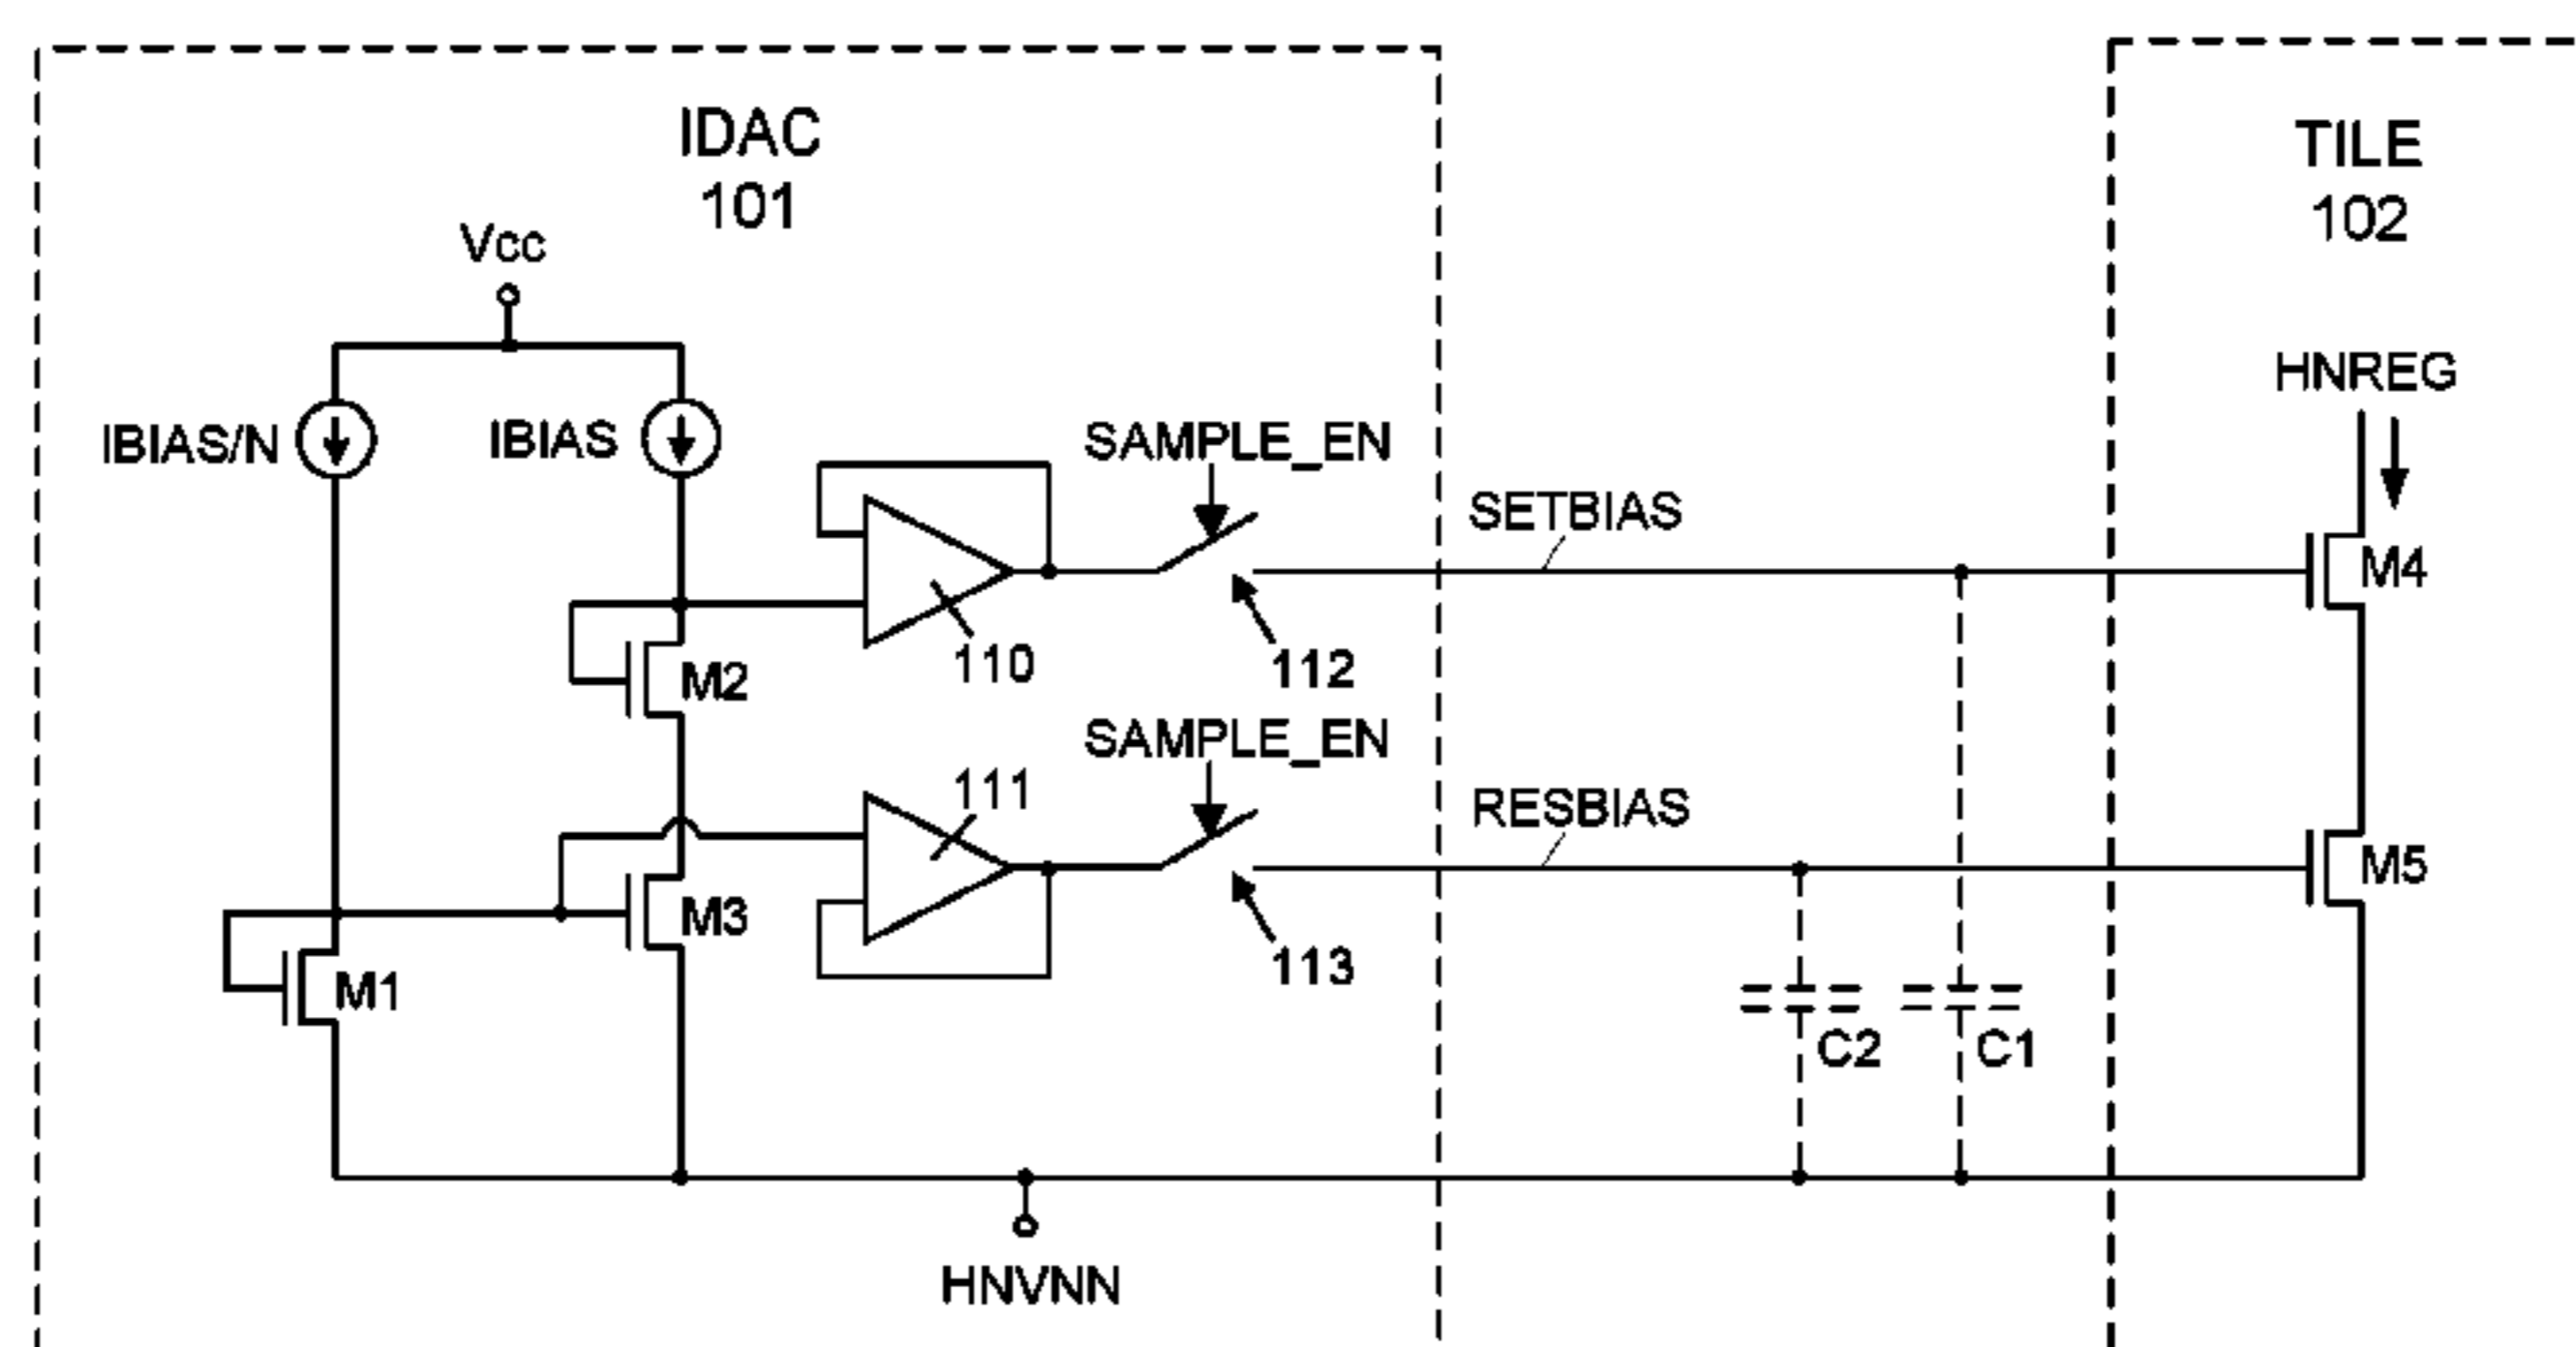 IDAC
101
TILE
102
Vcc
HNREG
IBIAS/N
IBIAS
SAMPLE_EN
SETBIAS
M4
110
112
M2
SAMPLE_EN
111
RESBIAS
M5
M3
113
M1
C2
C1
HNVNN